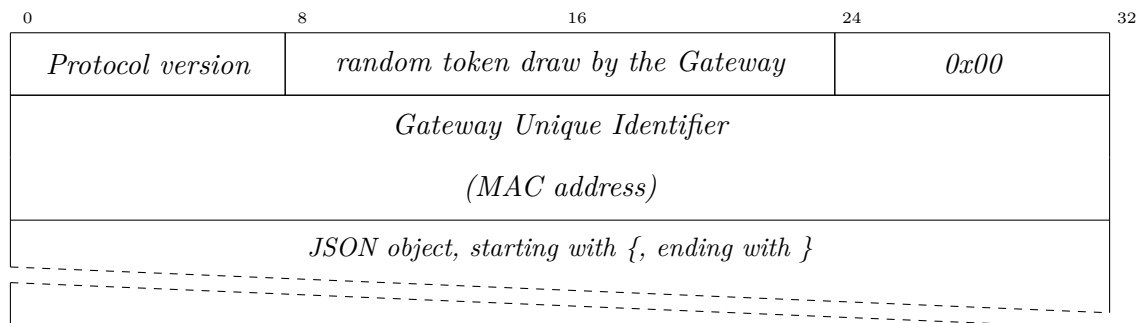 0 8 16 24 32
Protocol version random token draw by the Gateway 0x00
Gateway Unique Identifier
(MAC address)
JSON object, starting with {, ending with }